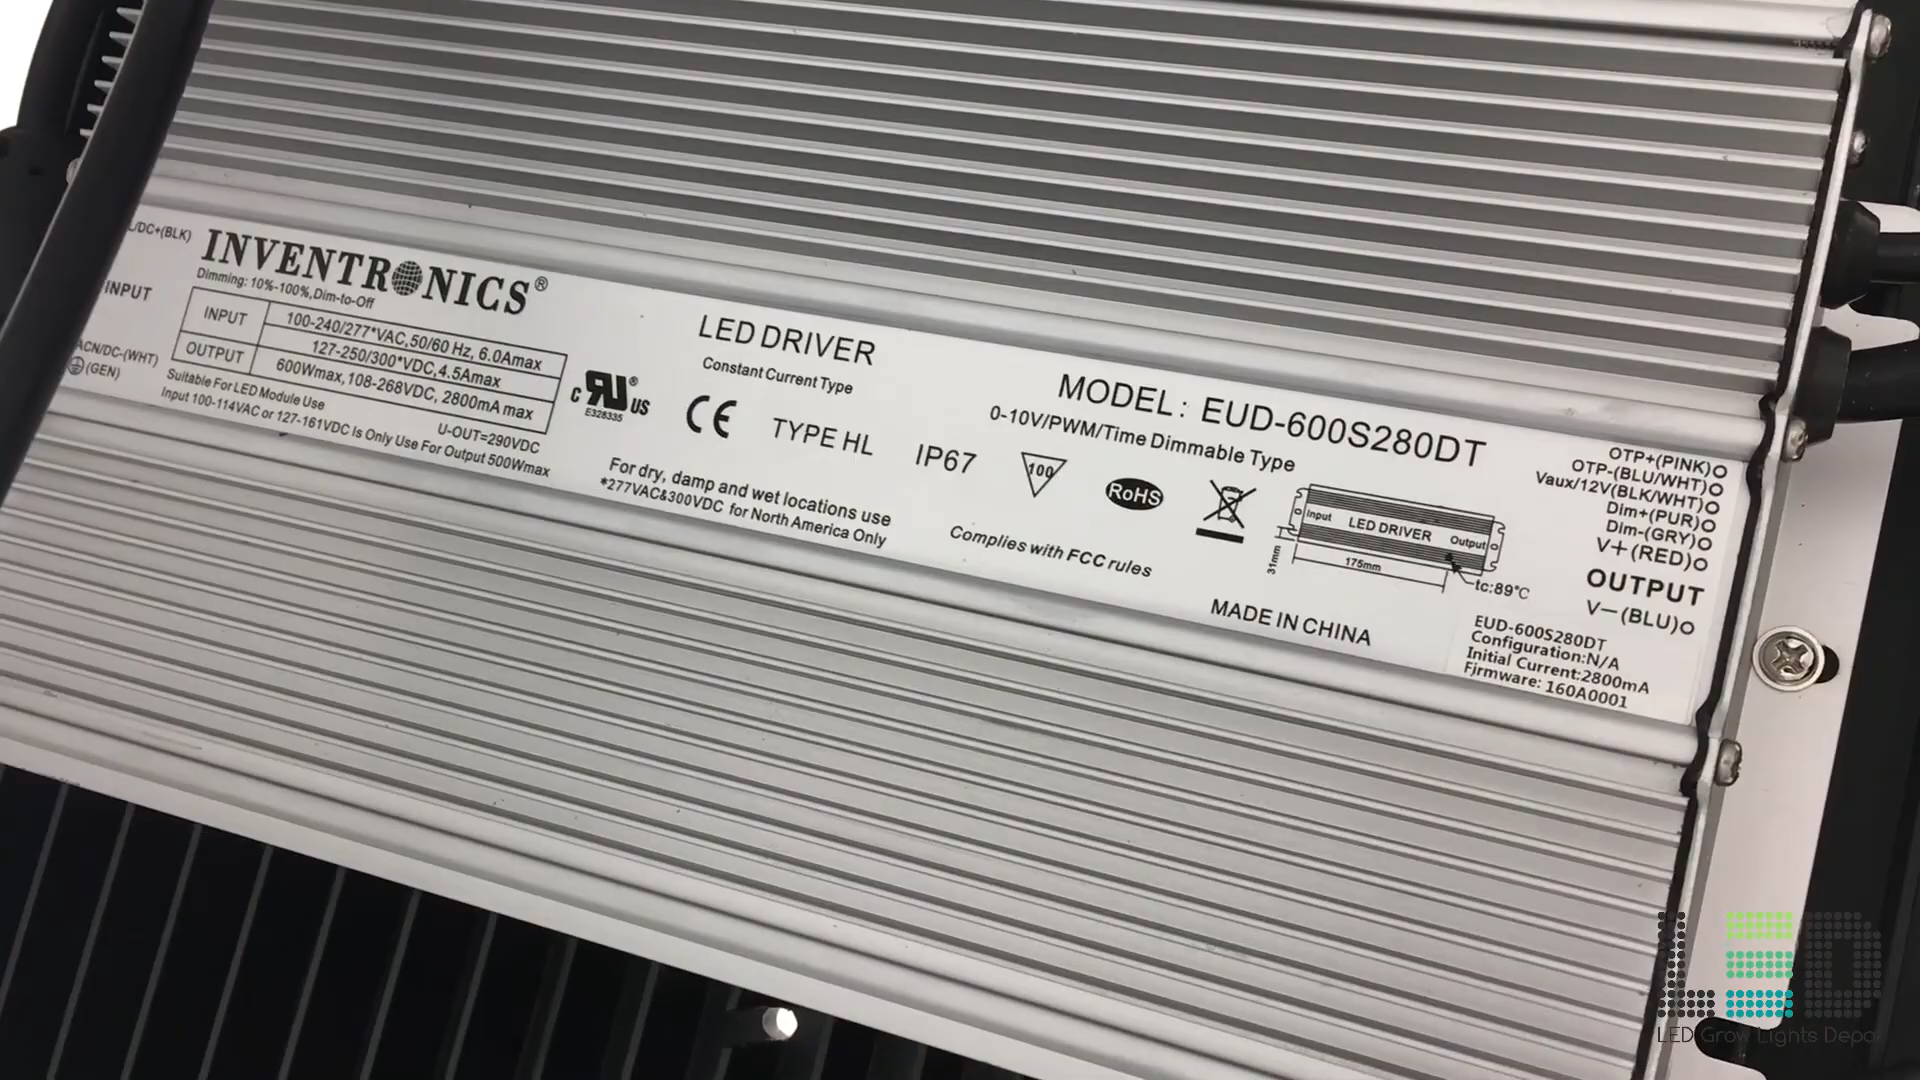 L/DC+(BLK)
INPUT
ACN/DC-(WHT)
(GEN)
INVENTRONICS®
Dimming: 10%-100%,Dim-to-Off
INPUT
100-240/277*VAC,50/60 Hz, 6.0Amax
127-250/300*VDC,4.5Amax
OUTPUT
600Wmax,108-268VDC, 2800mA max
Suitable For LED Module Use
U-OUT=290VDC
Input 100-114VAC or 127-161VDC Is Only Use For Output 500Wmax
c RU® US
E328335
LED DRIVER
Constant Current Type
CE
TYPE HL
IP67
For dry, damp and wet locations use
*277VAC&300VDC for North America Only
MODEL: EUD-600S280DT
0-10V/PWM/Time Dimmable Type
100
RoHS
Complies with FCC rules
Input
LED DRIVER
Output
31mm
175mm
tc:89℃
MADE IN CHINA
OTP+(PINK)
OTP-(BLU/WHT)
Vaux/12V(BLK/WHT)
Dim+(PUR)
Dim-(GRY)
V+(RED)
OUTPUT
V-(BLU)
EUD-600S280DT
Configuration:N/A
Initial Current:2800mA
Firmware: 160A0001
LED
LED Grow Lights Depot